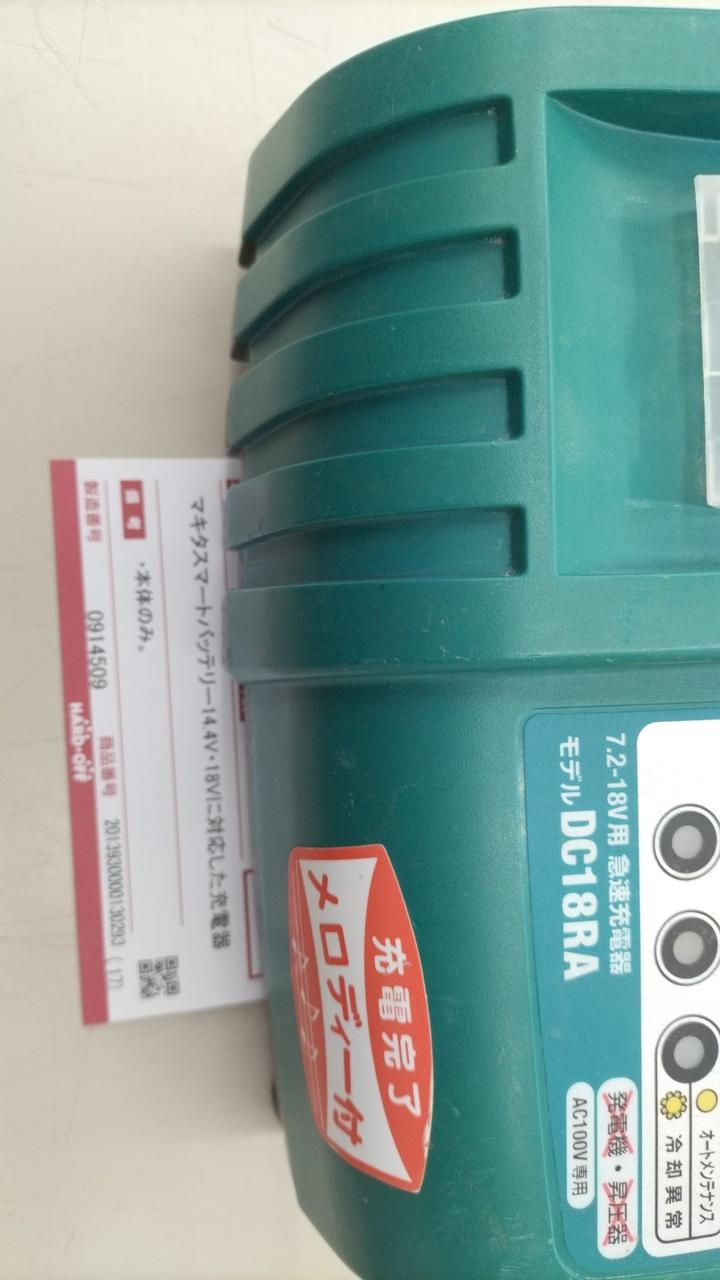 7.2-18V用 急速充電器
モデル DC18RA
発電機・昇圧器
AC100V専用
オートメンテナンス
冷却異常
充電完了
メロディー付
マキタスマートバッテリー14.4V・18Vに対応した充電器
備考
・本体のみ。
製造番号 0914509 商品番号 2013930000130293 (17)
HARD・OFF